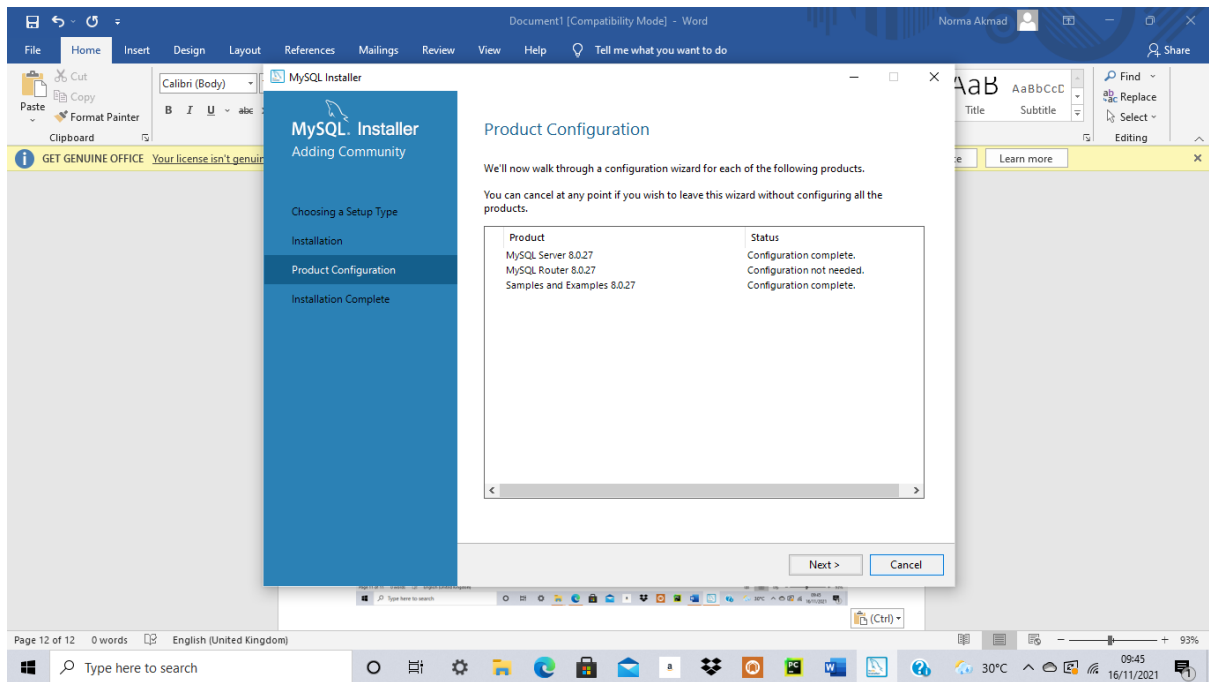 Document1 [Compatibility Mode] - Word
Norma Akmad
File Home Insert Design Layout References Mailings Review View Help Tell me what you want to do Share
Paste
Cut
Copy
Format Painter
Clipboard
Calibri (Body)
B I U abc
AaB AaBbCcD
Title Subtitle
Find
Replace
Select
Editing
GET GENUINE OFFICE Your license isn't genuin
Learn more
MySQL Installer
MySQL. Installer
Adding Community
Choosing a Setup Type
Installation
Product Configuration
Installation Complete
Product Configuration
We'll now walk through a configuration wizard for each of the following products.
You can cancel at any point if you wish to leave this wizard without configuring all the
products.
Product Status
MySQL Server 8.0.27 Configuration complete.
MySQL Router 8.0.27 Configuration not needed.
Samples and Examples 8.0.27 Configuration complete.
Next > Cancel
Type here to search
(Ctrl)
Page 12 of 12 0 words English (United Kingdom) 93%
Type here to search
30°C
09:45
16/11/2021